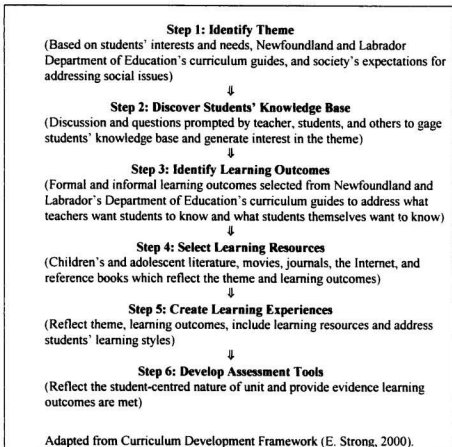 Step 1: Identify Theme
(Based on students' interests and needs, Newfoundland and Labrador
Department of Education's curriculum guides, and society's expectations for
addressing social issues)
⇓
Step 2: Discover Students' Knowledge Base
(Discussion and questions prompted by teacher, students, and others to gage
students' knowledge base and generate interest in the theme)
⇓
Step 3: Identify Learning Outcomes
(Formal and informal learning outcomes selected from Newfoundland and
Labrador's Department of Education's curriculum guides to address what
teachers want students to know and what students themselves want to know)
⇓
Step 4: Select Learning Resources
(Children's and adolescent literature, movies, journals, the Internet, and
reference books which reflect the theme and learning outcomes)
⇓
Step 5: Create Learning Experiences
(Reflect theme, learning outcomes, include learning resources and address
students' learning styles)
⇓
Step 6: Develop Assessment Tools
(Reflect the student-centred nature of unit and provide evidence learning
outcomes are met)
Adapted from Curriculum Development Framework (E. Strong, 2000).